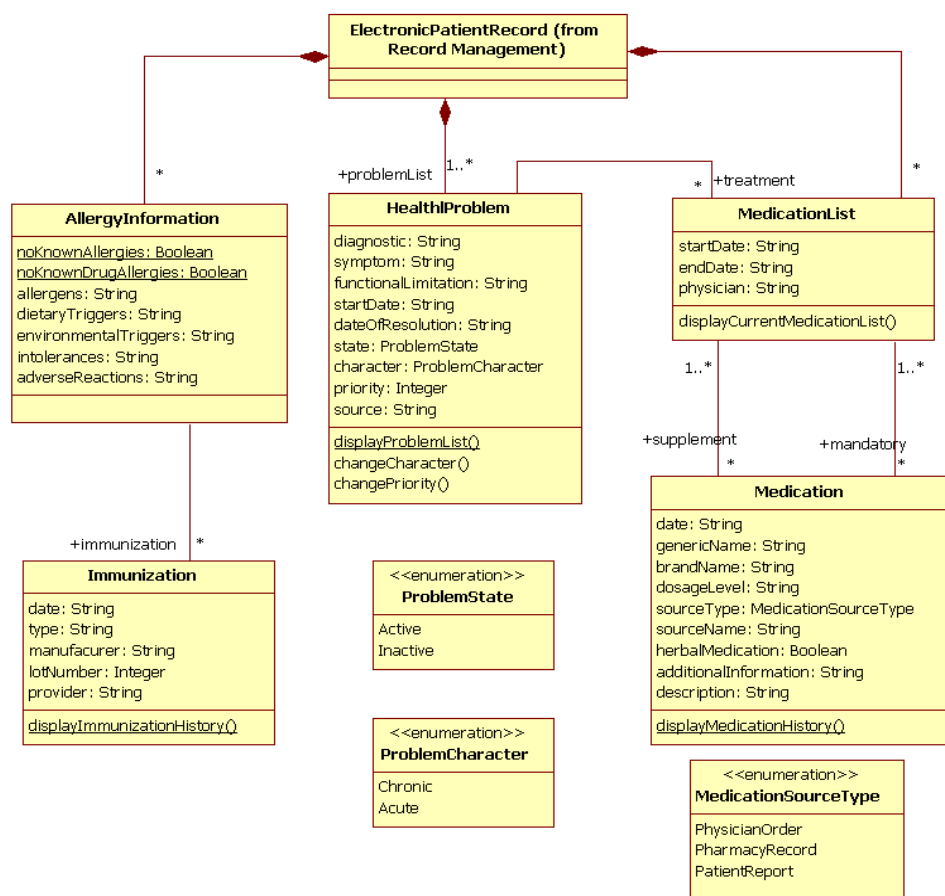 ElectronicPatientRecord (from
Record Management)
*
1..*
*
+problemList
+treatment
*
AllergyInformation
noKnownAllergies: Boolean
noKnownDrugAllergies: Boolean
allergens: String
dietaryTriggers: String
environmentalTriggers: String
intolerances: String
adverseReactions: String
HealthlProblem
diagnostic: String
symptom: String
functionalLimitation: String
startDate: String
dateOfResolution: String
state: ProblemState
character: ProblemCharacter
priority: Integer
source: String
displayProblemList()
changeCharacter()
changePriority()
MedicationList
startDate: String
endDate: String
physician: String
displayCurrentMedicationList()
1..*
1..*
+supplement
+mandatory
*
*
+immunization
*
Immunization
date: String
type: String
manufacurer: String
lotNumber: Integer
provider: String
displayImmunizationHistory()
<<enumeration>>
ProblemState
Active
Inactive
<<enumeration>>
ProblemCharacter
Chronic
Acute
Medication
date: String
genericName: String
brandName: String
dosageLevel: String
sourceType: MedicationSourceType
sourceName: String
herbalMedication: Boolean
additionalInformation: String
description: String
displayMedicationHistory()
<<enumeration>>
MedicationSourceType
PhysicianOrder
PharmacyRecord
PatientReport